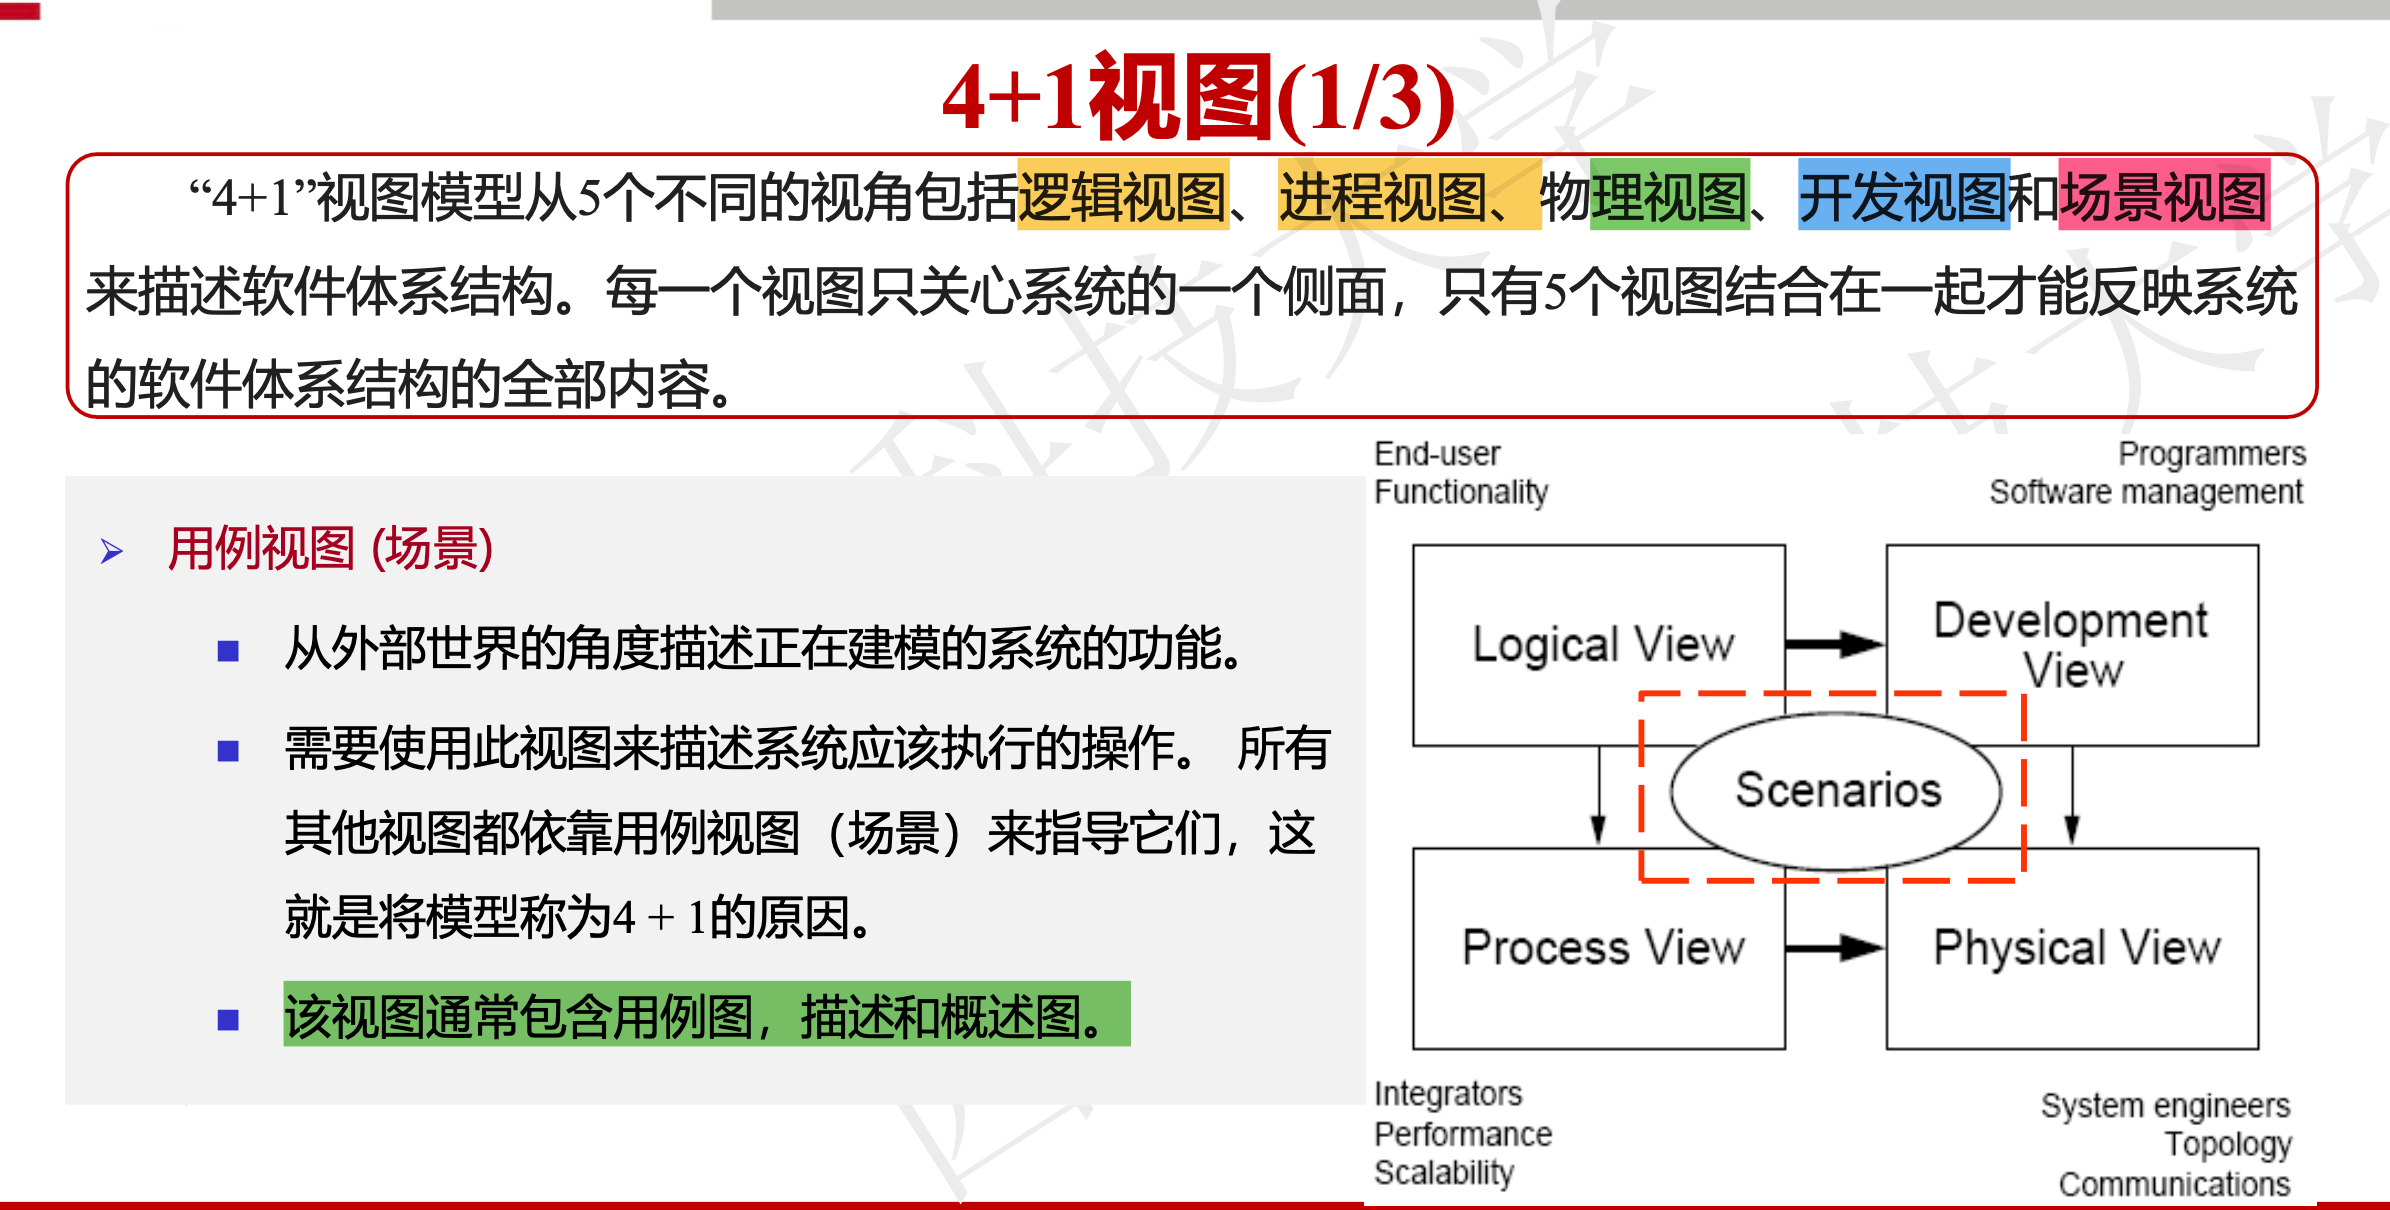 4+1视图(1/3)
“4+1”视图模型从5个不同的视角包括逻辑视图、进程视图、物理视图、开发视图和场景视图
来描述软件体系结构。每一个视图只关心系统的一个侧面，只有5个视图结合在一起才能反映系统
的软件体系结构的全部内容。
用例视图 (场景)
从外部世界的角度描述正在建模的系统的功能。
需要使用此视图来描述系统应该执行的操作。 所有
其他视图都依靠用例视图（场景）来指导它们，这
就是将模型称为4 + 1的原因。
该视图通常包含用例图，描述和概述图。
End-user
Functionality
Programmers
Software management
Logical View
Development
View
Scenarios
Process View
Physical View
Integrators
Performance
Scalability
System engineers
Topology
Communications
科技大学
技大学